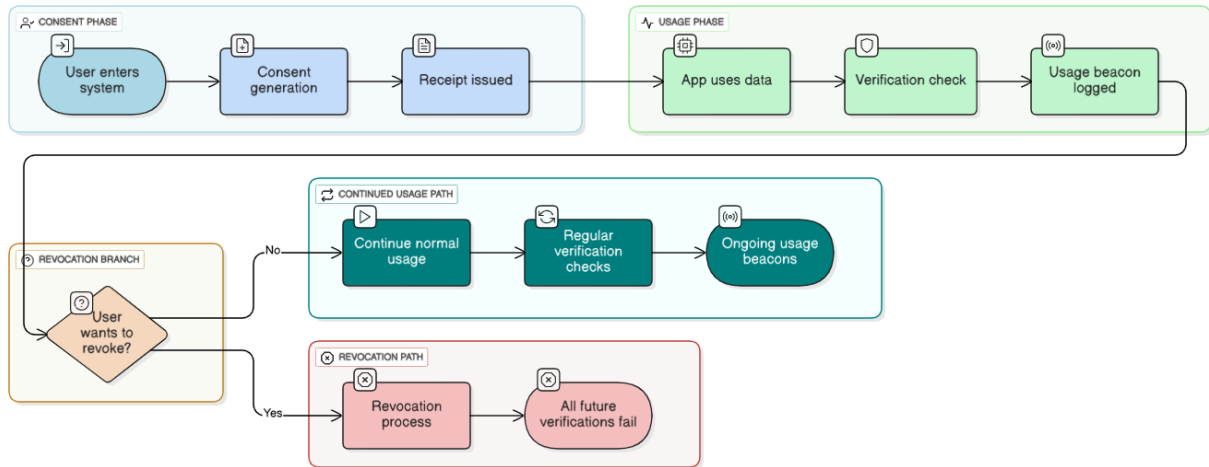 CONSENT PHASE
USAGE PHASE
User enters
system
Consent
generation
Receipt issued
App uses data
Verification check
Usage beacon
logged
CONTINUED USAGE PATH
Continue normal
usage
Regular
verification
checks
Ongoing usage
beacons
No
REVOCATION BRANCH
User
wants to
revoke?
REVOCATION PATH
Yes
Revocation
process
All future
verifications fail